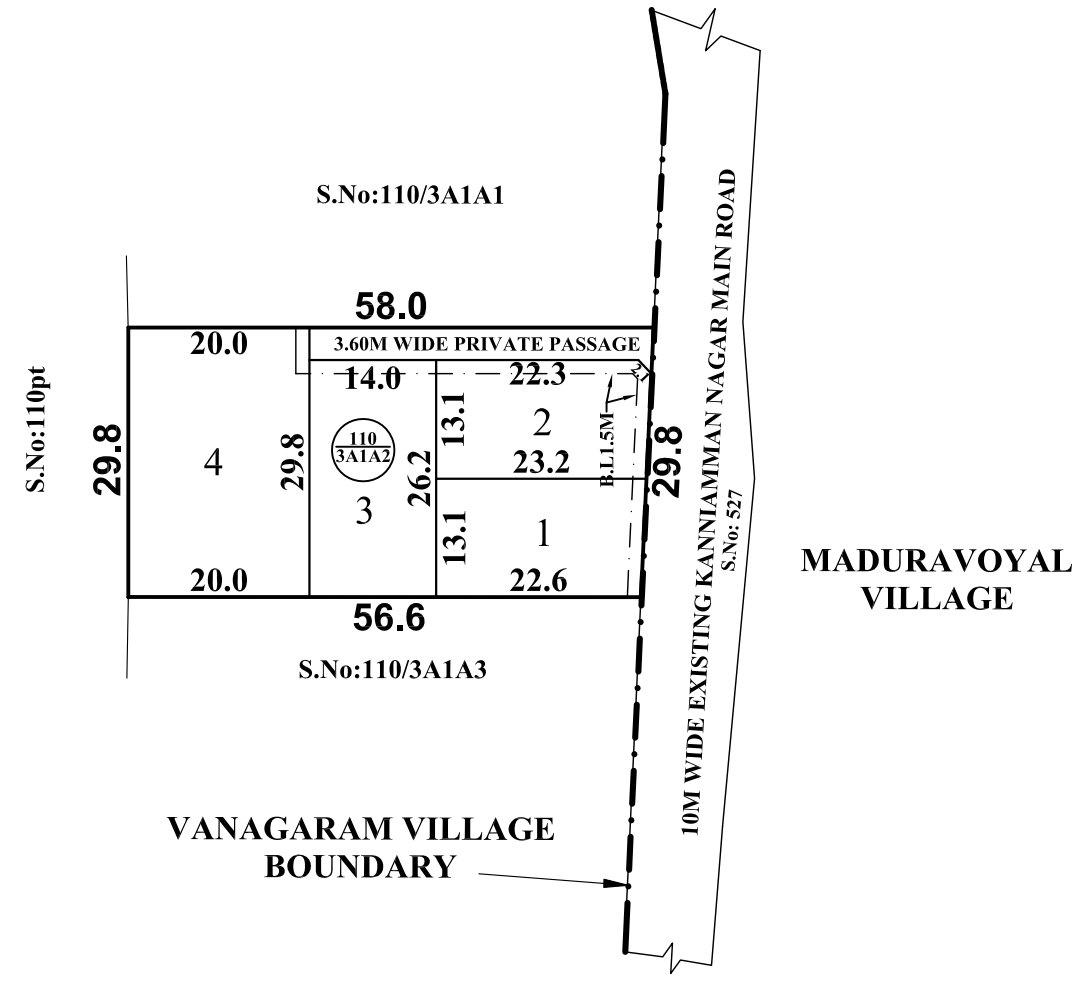 S.No:110/3A1A1
58.0
20.0
3.60M WIDE PRIVATE PASSAGE
14.0
22.3
2.1
S.No:110pt
29.8
4
29.8
110
3A1A2
3
26.2
13.1
2
23.2
B.L1.5M
29.8
13.1
1
20.0
22.6
56.6
S.No:110/3A1A3
10M WIDE EXISTING KANNIAMMAN NAGAR MAIN ROAD
S.No: 527
MADURAVOYAL
VILLAGE
VANAGARAM VILLAGE
BOUNDARY